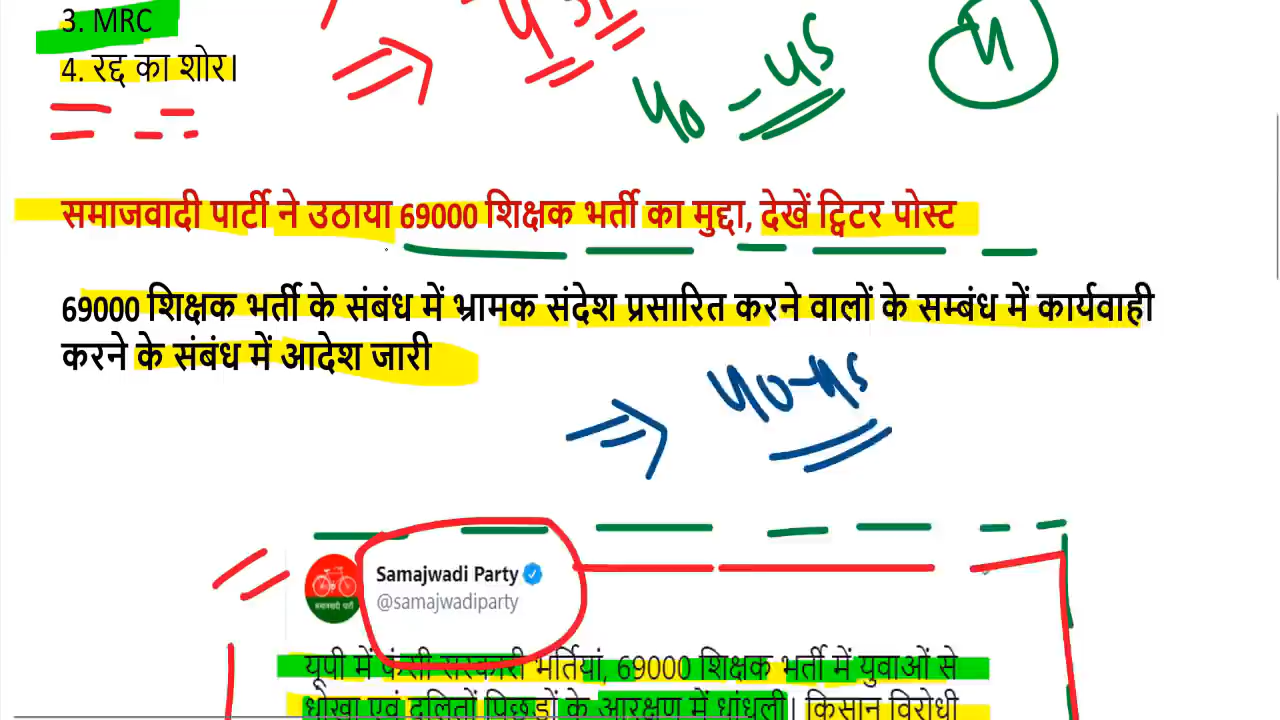 3. MRC
4. रद्द का शोर।
40 - 45
समाजवादी पार्टी ने उठाया 69000 शिक्षक भर्ती का मुद्दा, देखें ट्विटर पोस्ट
69000 शिक्षक भर्ती के संबंध में भ्रामक संदेश प्रसारित करने वालों के सम्बंध में कार्यवाही
करने के संबंध में आदेश जारी
40-45
Samajwadi Party
@samajwadiparty
समाजवादी पार्टी
यूपी में फंसी सरकारी भर्तियां, 69000 शिक्षक भर्ती में युवाओं से
धोखा एवं दलितों पिछड़ों के आरक्षण में धांधली। किसान विरोधी